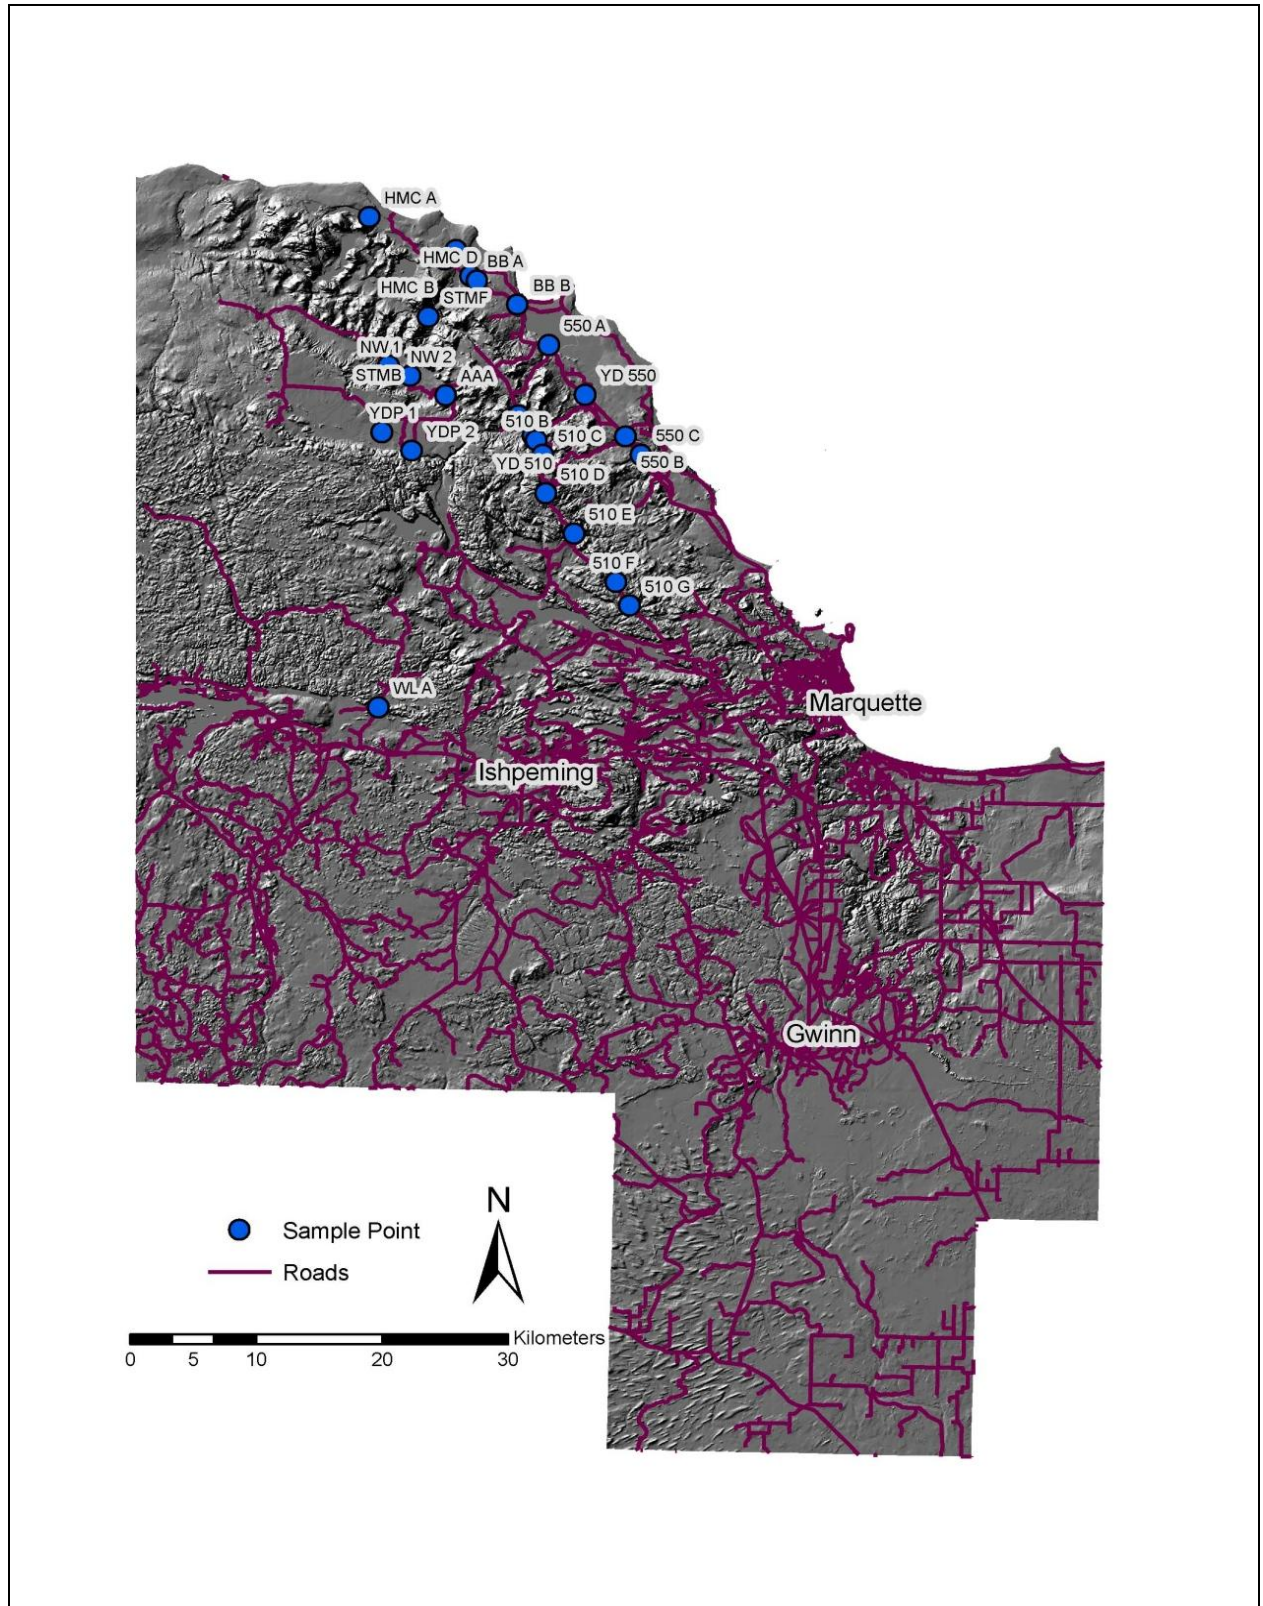 HMC A
HMC D
BB A
HMC B
STMF
BB B
550 A
NW 1
NW 2
STMB
AAA
YD 550
YDP 1
YDP 2
510 B
510 C
550 C
YD 510
550 B
510 D
510 E
510 F
510 G
WL A
Marquette
Ishpeming
Gwinn
N
Sample Point
Roads
Kilometers
0 5 10 20 30